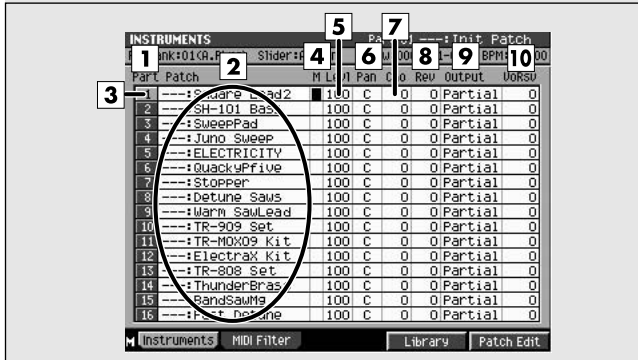 5 7
INSTRUMENTS Init Patch
1 2 4 6 8 9 10
Part Patch M Levl Pan Cho Rev Output VoRsv
3
1 ---:Square Lead2 100 C 0 0 Partial 0
2 ---:SH-101 Bass 100 C 0 0 Partial 0
3 ---:SweepPad 100 C 0 0 Partial 0
4 ---:Juno Sweep 100 C 0 0 Partial 0
5 ---:ELECTRICITY 100 C 0 0 Partial 0
6 ---:QuackyPfive 100 C 0 0 Partial 0
7 ---:Stopper 100 C 0 0 Partial 0
8 ---:Detune Saws 100 C 0 0 Partial 0
9 ---:Warm SawLead 100 C 0 0 Partial 0
10 ---:TR-909 Set 100 C 0 0 Partial 0
11 ---:TR-MOX09 Kit 100 C 0 0 Partial 0
12 ---:ElectraX Kit 100 C 0 0 Partial 0
13 ---:TR-808 Set 100 C 0 0 Partial 0
14 ---:ThunderBras 100 C 0 0 Partial 0
15 ---:BandSawMg 100 C 0 0 Partial 0
16 ---:Fast Detune 100 C 0 0 Partial 0
M Instruments MIDI Filter Library Patch Edit